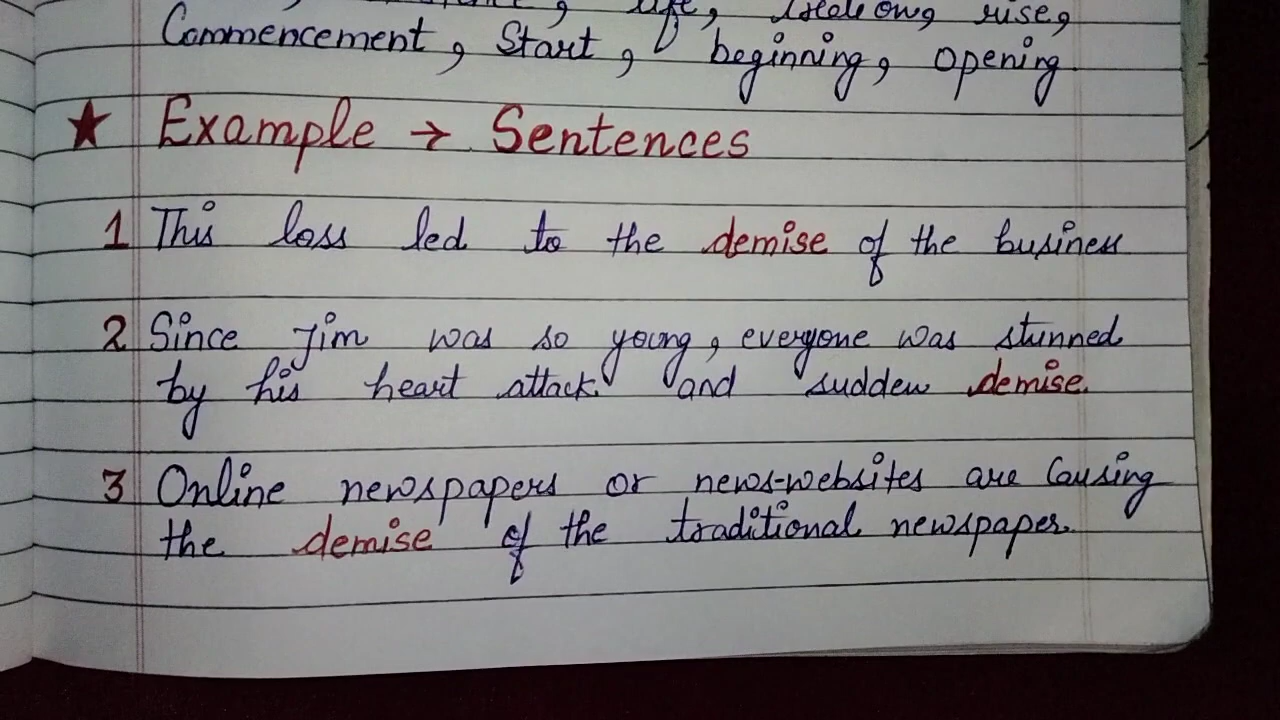 life, rise,
Commencement, Start, beginning, opening
★ Example → Sentences
1 This loss led to the demise of the business
2 Since Jim was so young, everyone was stunned
by his heart attack and sudden demise.
3 Online newspapers or news-websites are Causing
the demise of the traditional newspaper.